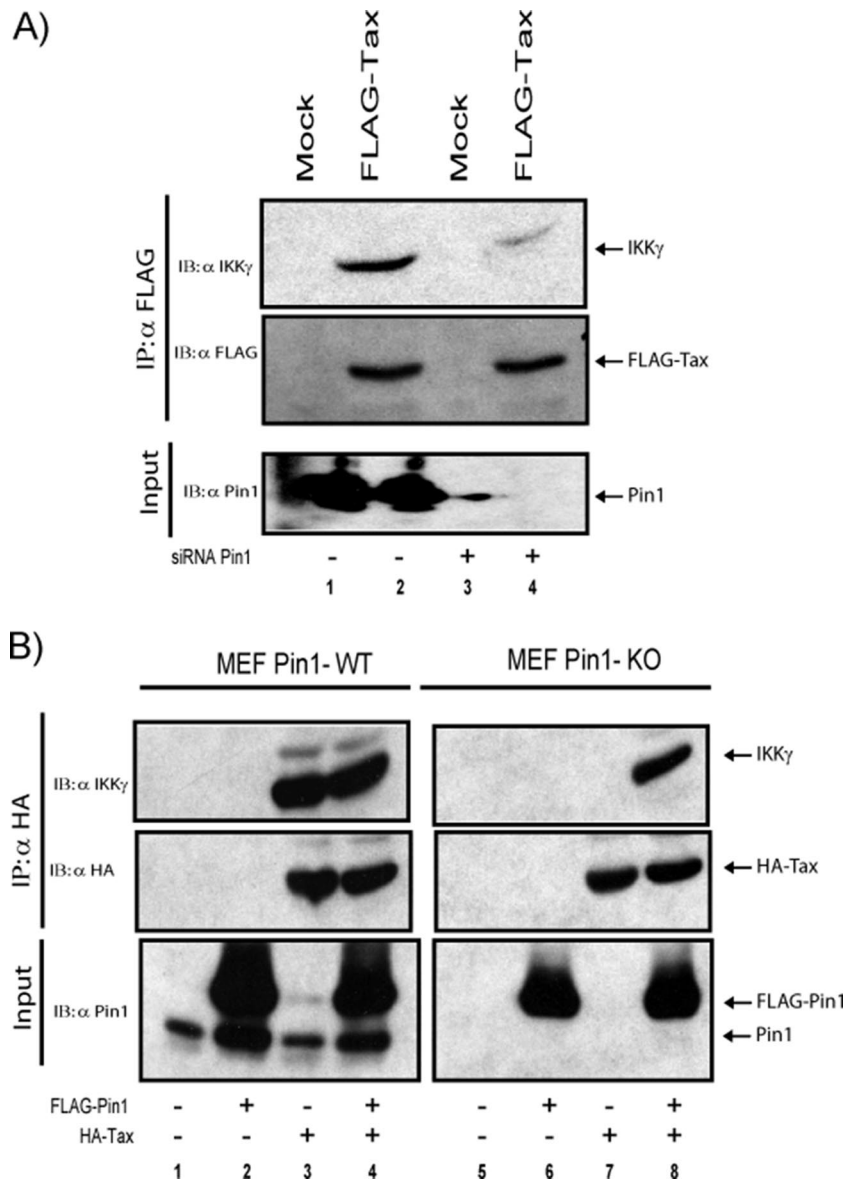 A)
Mock
FLAG-Tax
Mock
FLAG-Tax
IP:α FLAG
IB:α IKKγ
IKKγ
IB:α FLAG
FLAG-Tax
Input
IB:α Pin1
Pin1
siRNA Pin1 - - + +
1 2 3 4
B)
MEF Pin1- WT MEF Pin1- KO
IP:α HA
IB:α IKKγ
IKKγ
IB:α HA
HA-Tax
Input
IB:α Pin1
FLAG-Pin1
Pin1
FLAG-Pin1 - + - + - + - +
HA-Tax - - + + - - + +
1 2 3 4 5 6 7 8